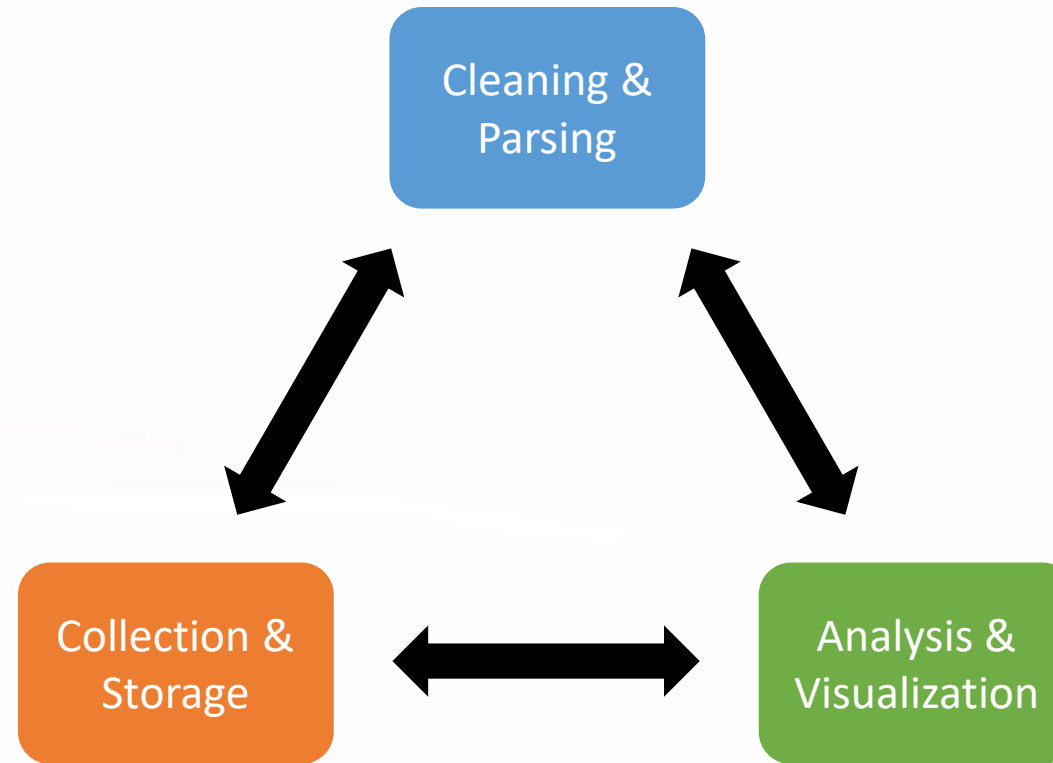 Cleaning &
Parsing
Collection &
Storage
Analysis &
Visualization